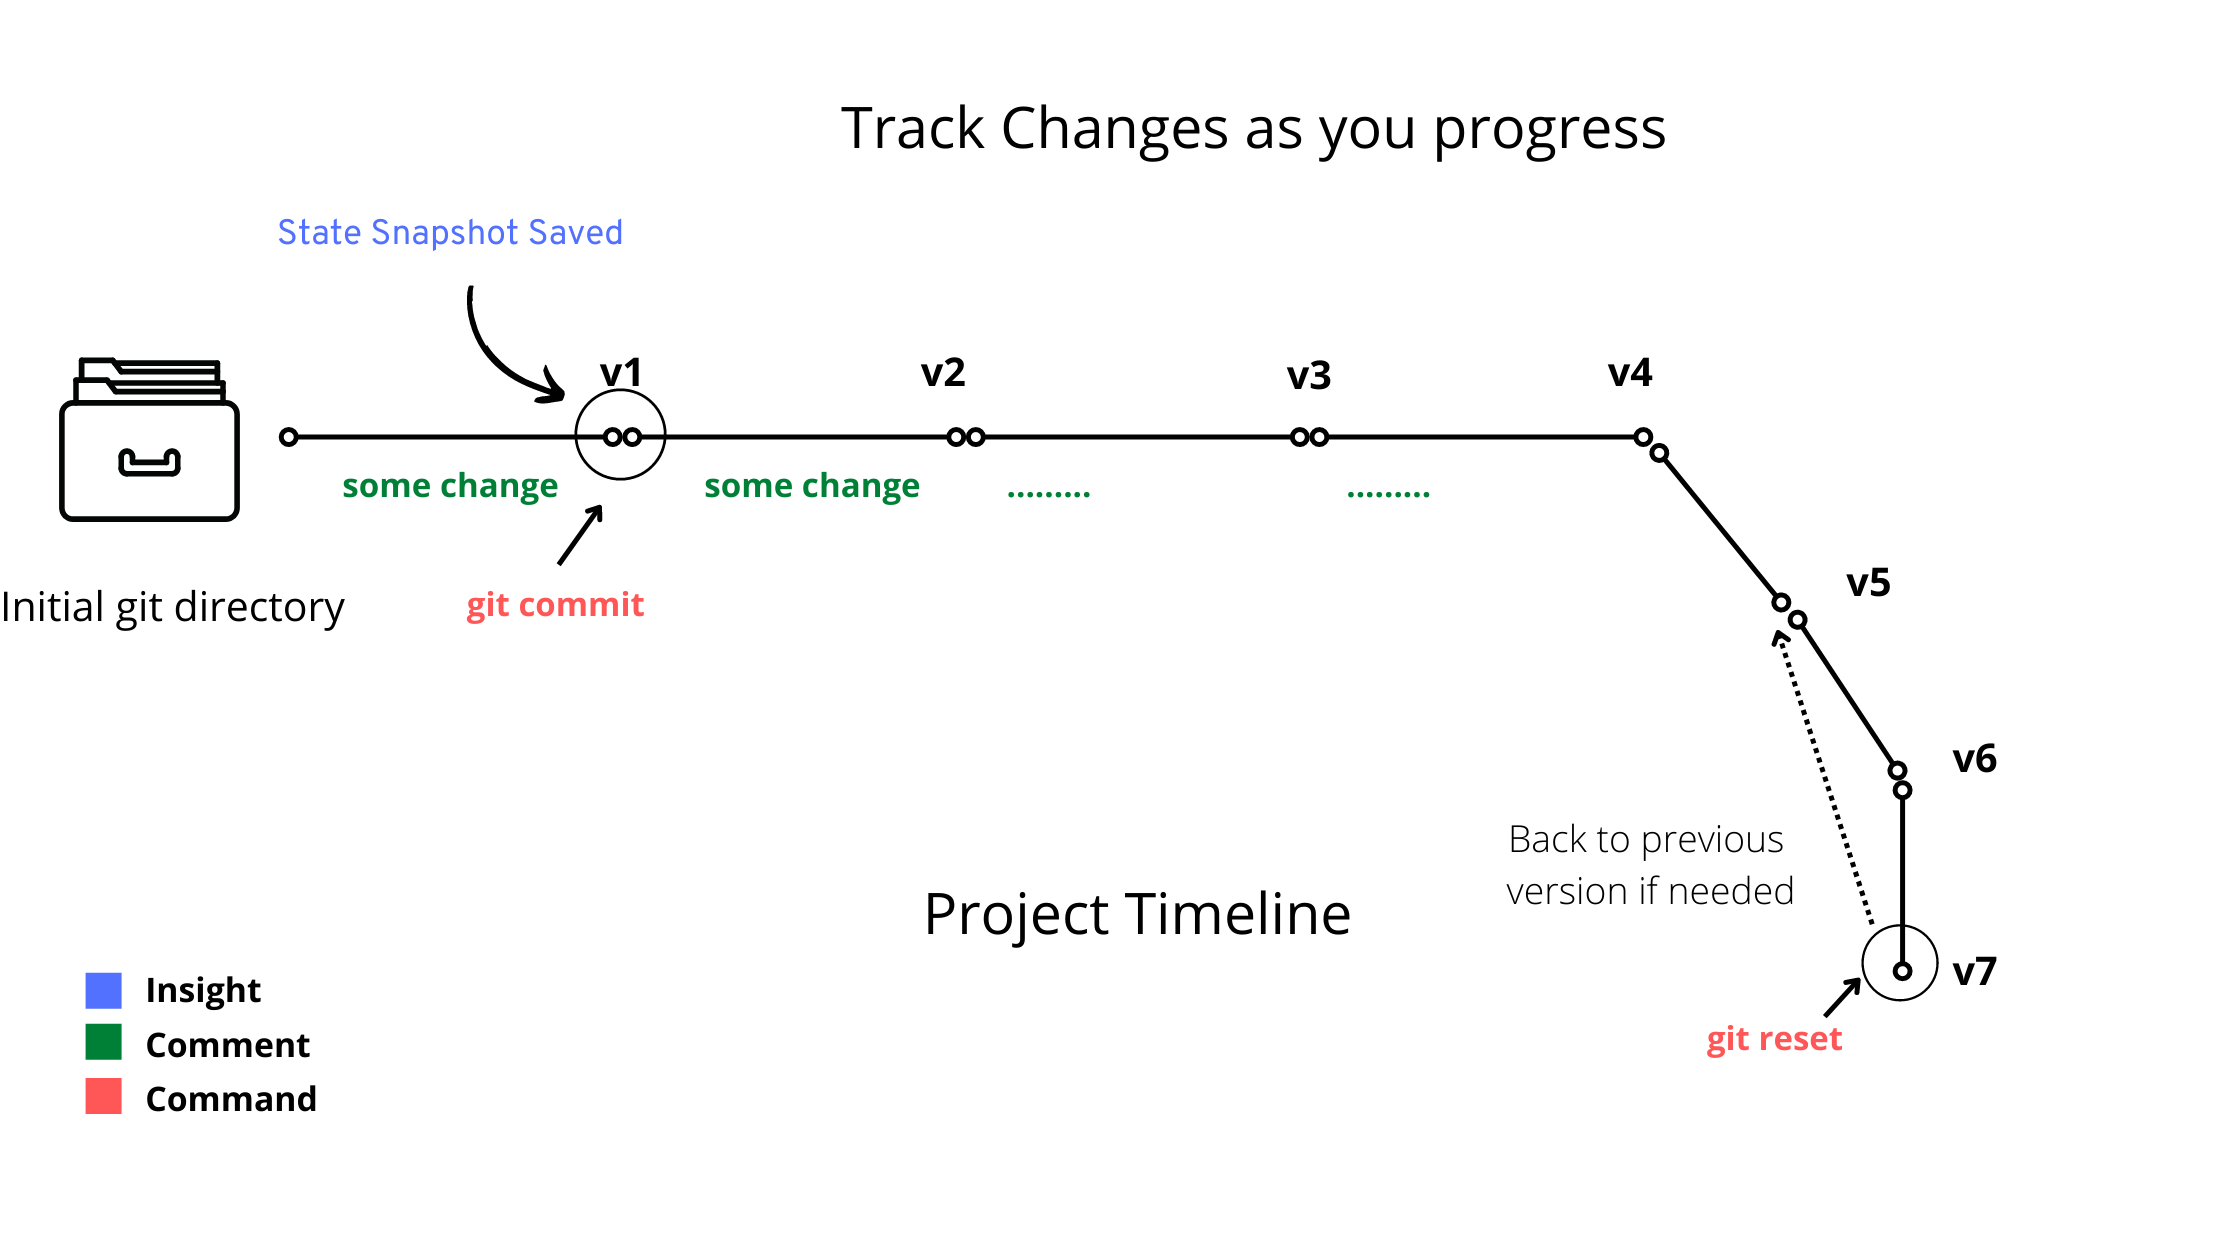 Track Changes as you progress
State Snapshot Saved
v1
v2
v3
v4
some change
some change
.........
.........
Initial git directory
git commit
v5
v6
Back to previous
version if needed
Project Timeline
v7
git reset
Insight
Comment
Command